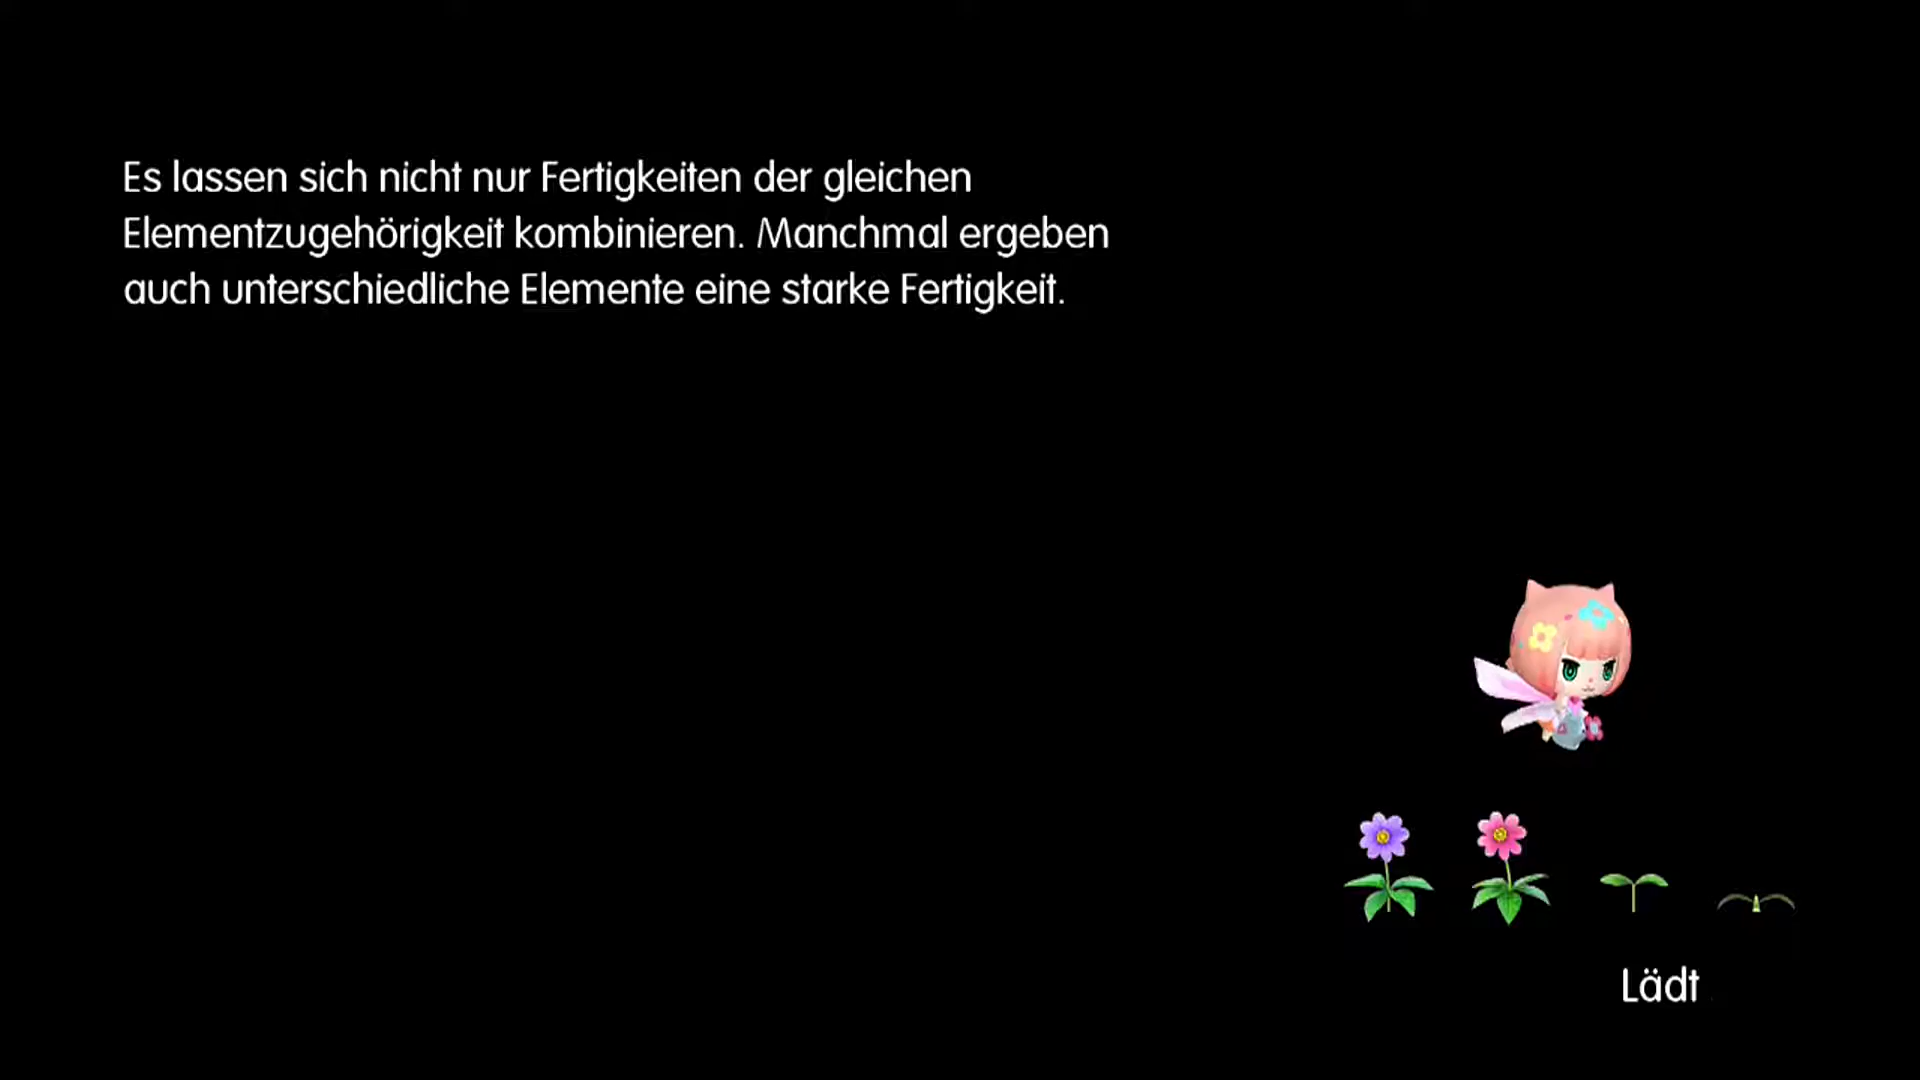 Es lassen sich nicht nur Fertigkeiten der gleichen
Elementzugehörigkeit kombinieren. Manchmal ergeben
auch unterschiedliche Elemente eine starke Fertigkeit.
Lädt